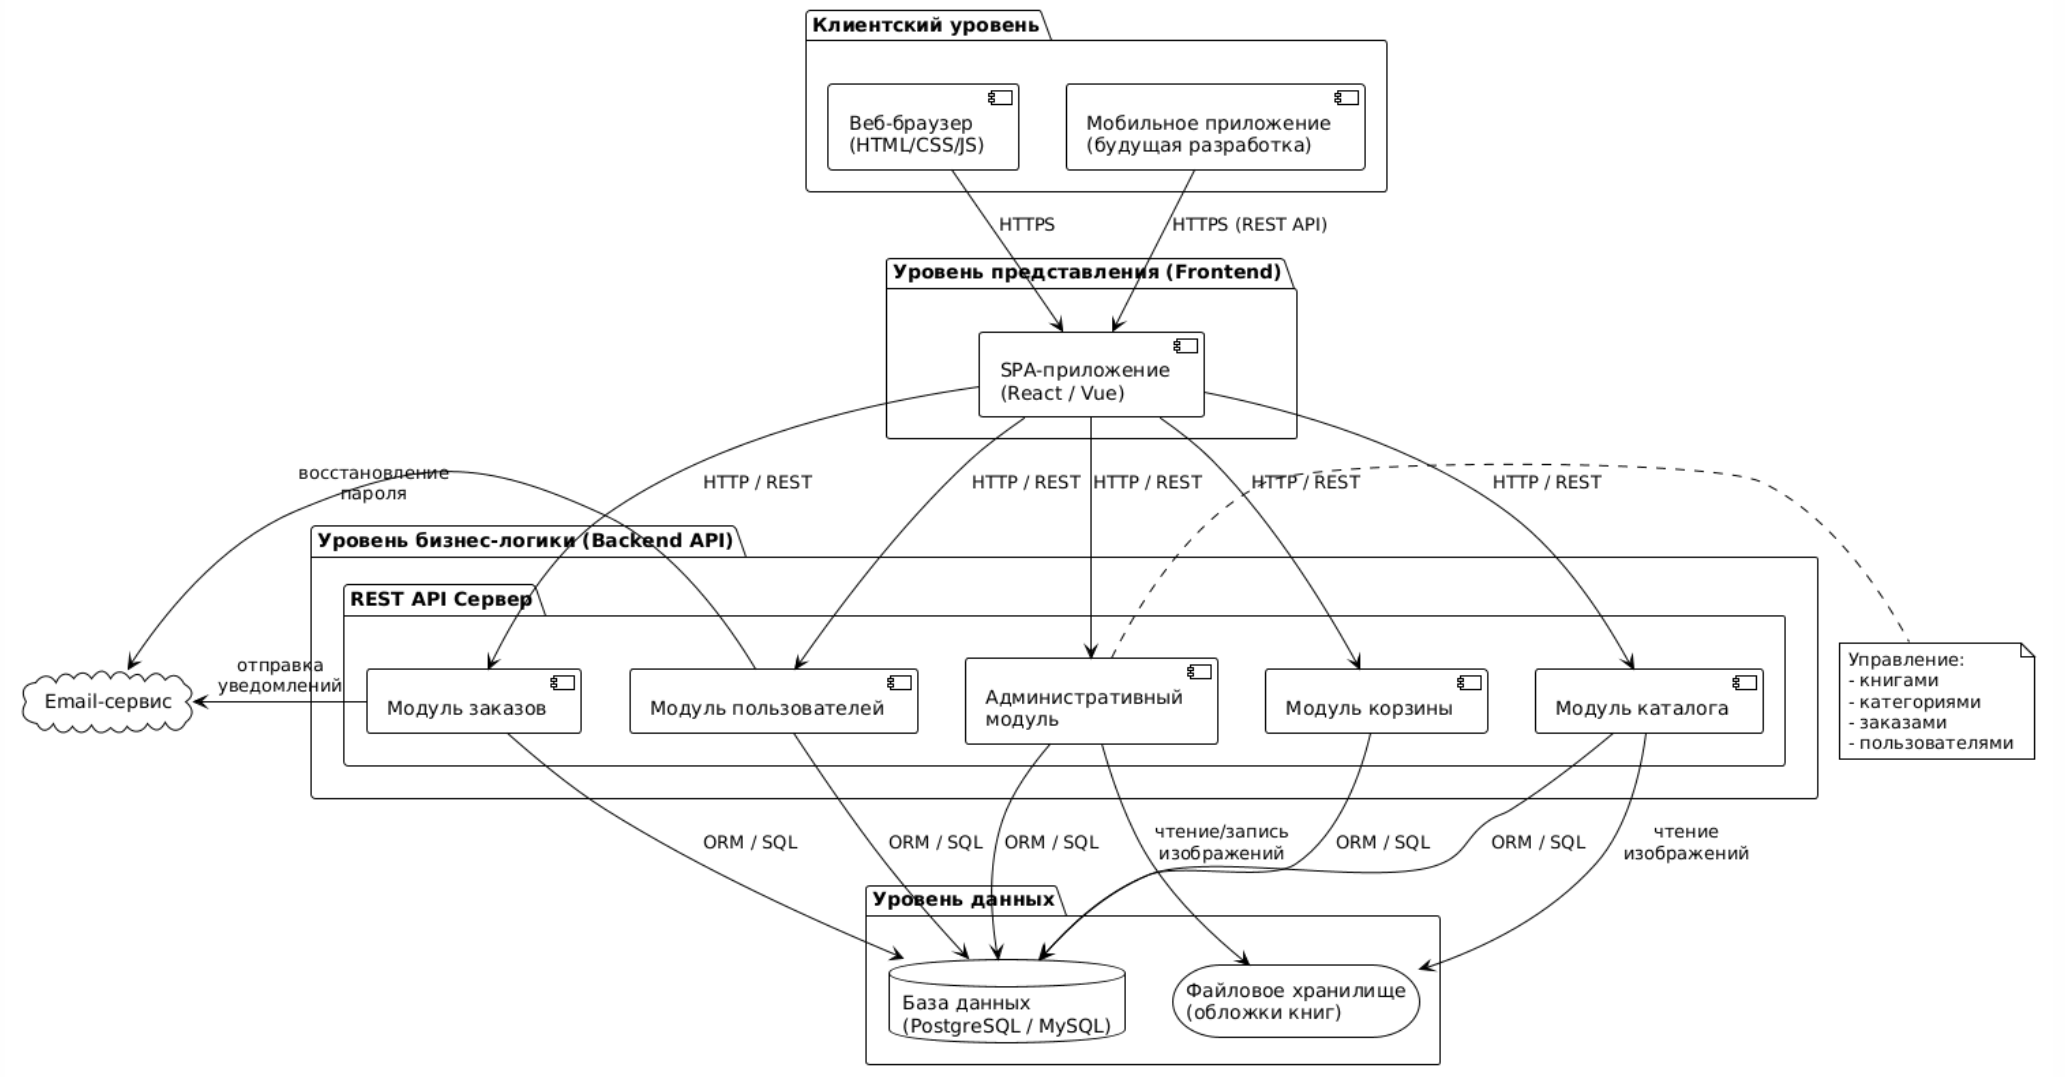 Клиентский уровень
Веб-браузер
(HTML/CSS/JS)
Мобильное приложение
(будущая разработка)
HTTPS
HTTPS (REST API)
Уровень представления (Frontend)
SPA-приложение
(React / Vue)
восстановление
пароля
HTTP / REST
HTTP / REST
HTTP / REST
HTTP / REST
HTTP / REST
Уровень бизнес-логики (Backend API)
REST API Сервер
отправка
уведомлений
Email-сервис
Модуль заказов
Модуль пользователей
Административный
модуль
Модуль корзины
Модуль каталога
Управление:
- книгами
- категориями
- заказами
- пользователями
ORM / SQL
ORM / SQL
ORM / SQL
чтение/запись
изображений
ORM / SQL
ORM / SQL
чтение
изображений
Уровень данных
База данных
(PostgreSQL / MySQL)
Файловое хранилище
(обложки книг)